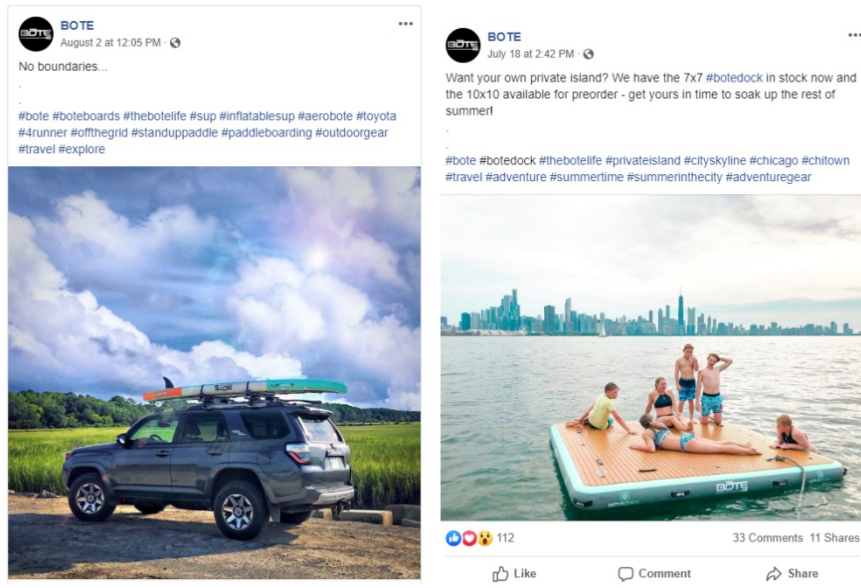 BOTE
August 2 at 12:05 PM ·
No boundaries...
.
.
#bote #boteboards #thebotelife #sup #inflatablesup #aerobote #toyota
#4runner #offthegrid #standuppaddle #paddleboarding #outdoorgear
#travel #explore
BOTE
July 18 at 2:42 PM ·
Want your own private island? We have the 7x7 #botedock in stock now and
the 10x10 available for preorder - get yours in time to soak up the rest of
summer!
.
.
#bote #botedock #thebotelife #privateisland #cityskyline #chicago #chitown
#travel #adventure #summertime #summerinthecity #adventuregear
BOTE
112
33 Comments 11 Shares
Like Comment Share